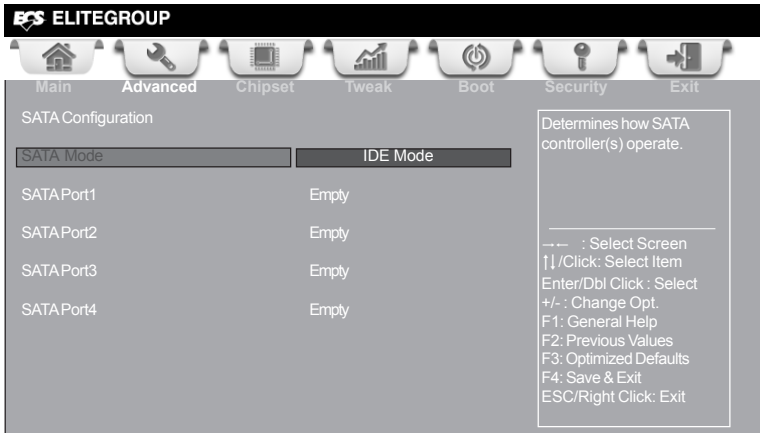 ECS ELITEGROUP
Main Advanced Chipset Tweak Boot Security Exit
SATA Configuration
SATA Mode IDE Mode
SATA Port1 Empty
SATA Port2 Empty
SATA Port3 Empty
SATA Port4 Empty
Determines how SATA
controller(s) operate.
→← : Select Screen
↑↓/Click: Select Item
Enter/Dbl Click : Select
+/- : Change Opt.
F1: General Help
F2: Previous Values
F3: Optimized Defaults
F4: Save & Exit
ESC/Right Click: Exit